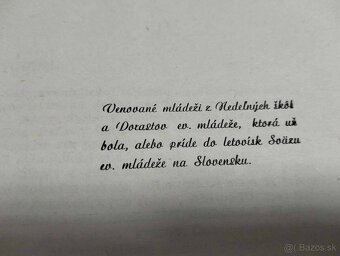 Venované mládeži z Nedeľných škôl
a Dorastov ev. mládeže, ktorá už
bola, alebo príde do letovísk Sväzu
ev. mládeže na Slovensku.
© Bazos.sk